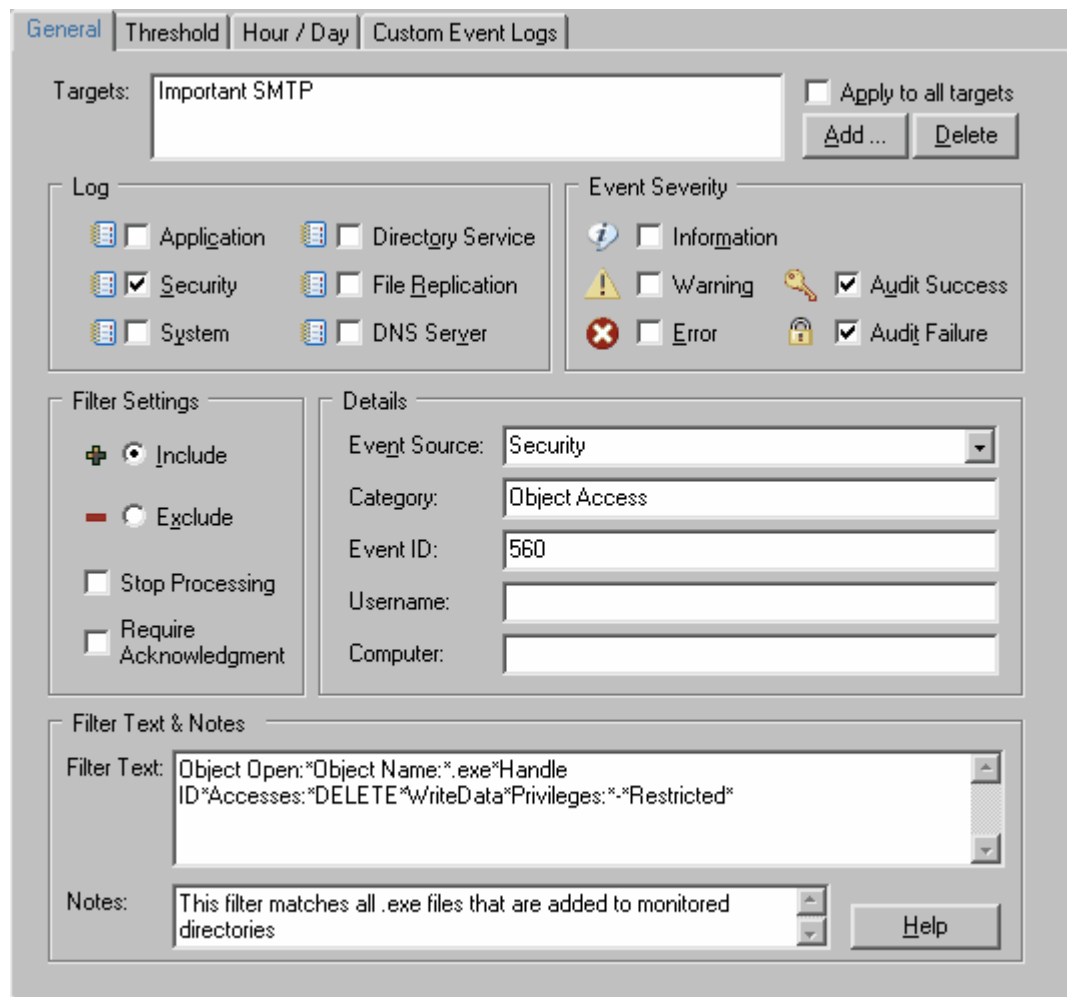 General Threshold Hour / Day Custom Event Logs
Targets: Important SMTP
Apply to all targets
Add ... Delete
Log
Application Directory Service
Security File Replication
System DNS Server
Event Severity
Information
Warning Audit Success
Error Audit Failure
Filter Settings
Include
Exclude
Stop Processing
Require
Acknowledgment
Details
Event Source: Security
Category: Object Access
Event ID: 560
Username:
Computer:
Filter Text & Notes
Filter Text: Object Open:*Object Name:*.exe*Handle
ID*Accesses:*DELETE*WriteData*Privileges:*-*Restricted*
Notes: This filter matches all .exe files that are added to monitored
directories
Help